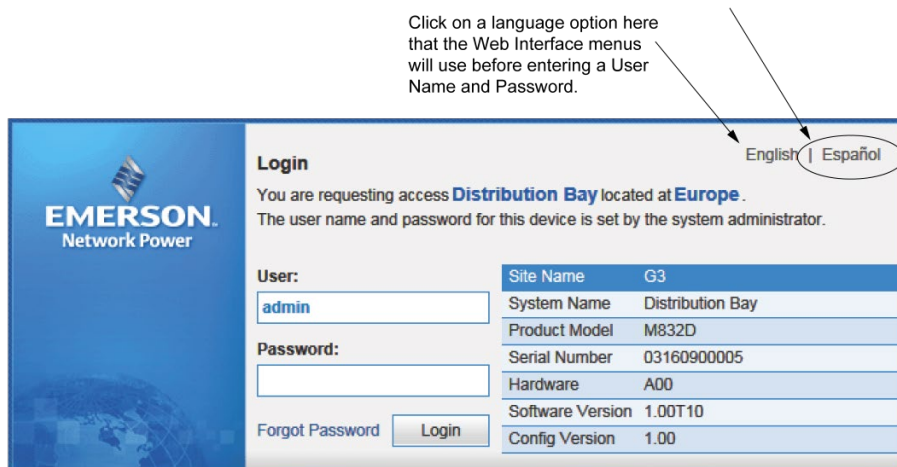 Click on a language option here
that the Web Interface menus
will use before entering a User
Name and Password.
English | Español
Login
You are requesting access Distribution Bay located at Europe.
The user name and password for this device is set by the system administrator.
EMERSON.
Network Power
User:
admin
Password:
Forgot Password Login
Site Name G3
System Name Distribution Bay
Product Model M832D
Serial Number 03160900005
Hardware A00
Software Version 1.00T10
Config Version 1.00